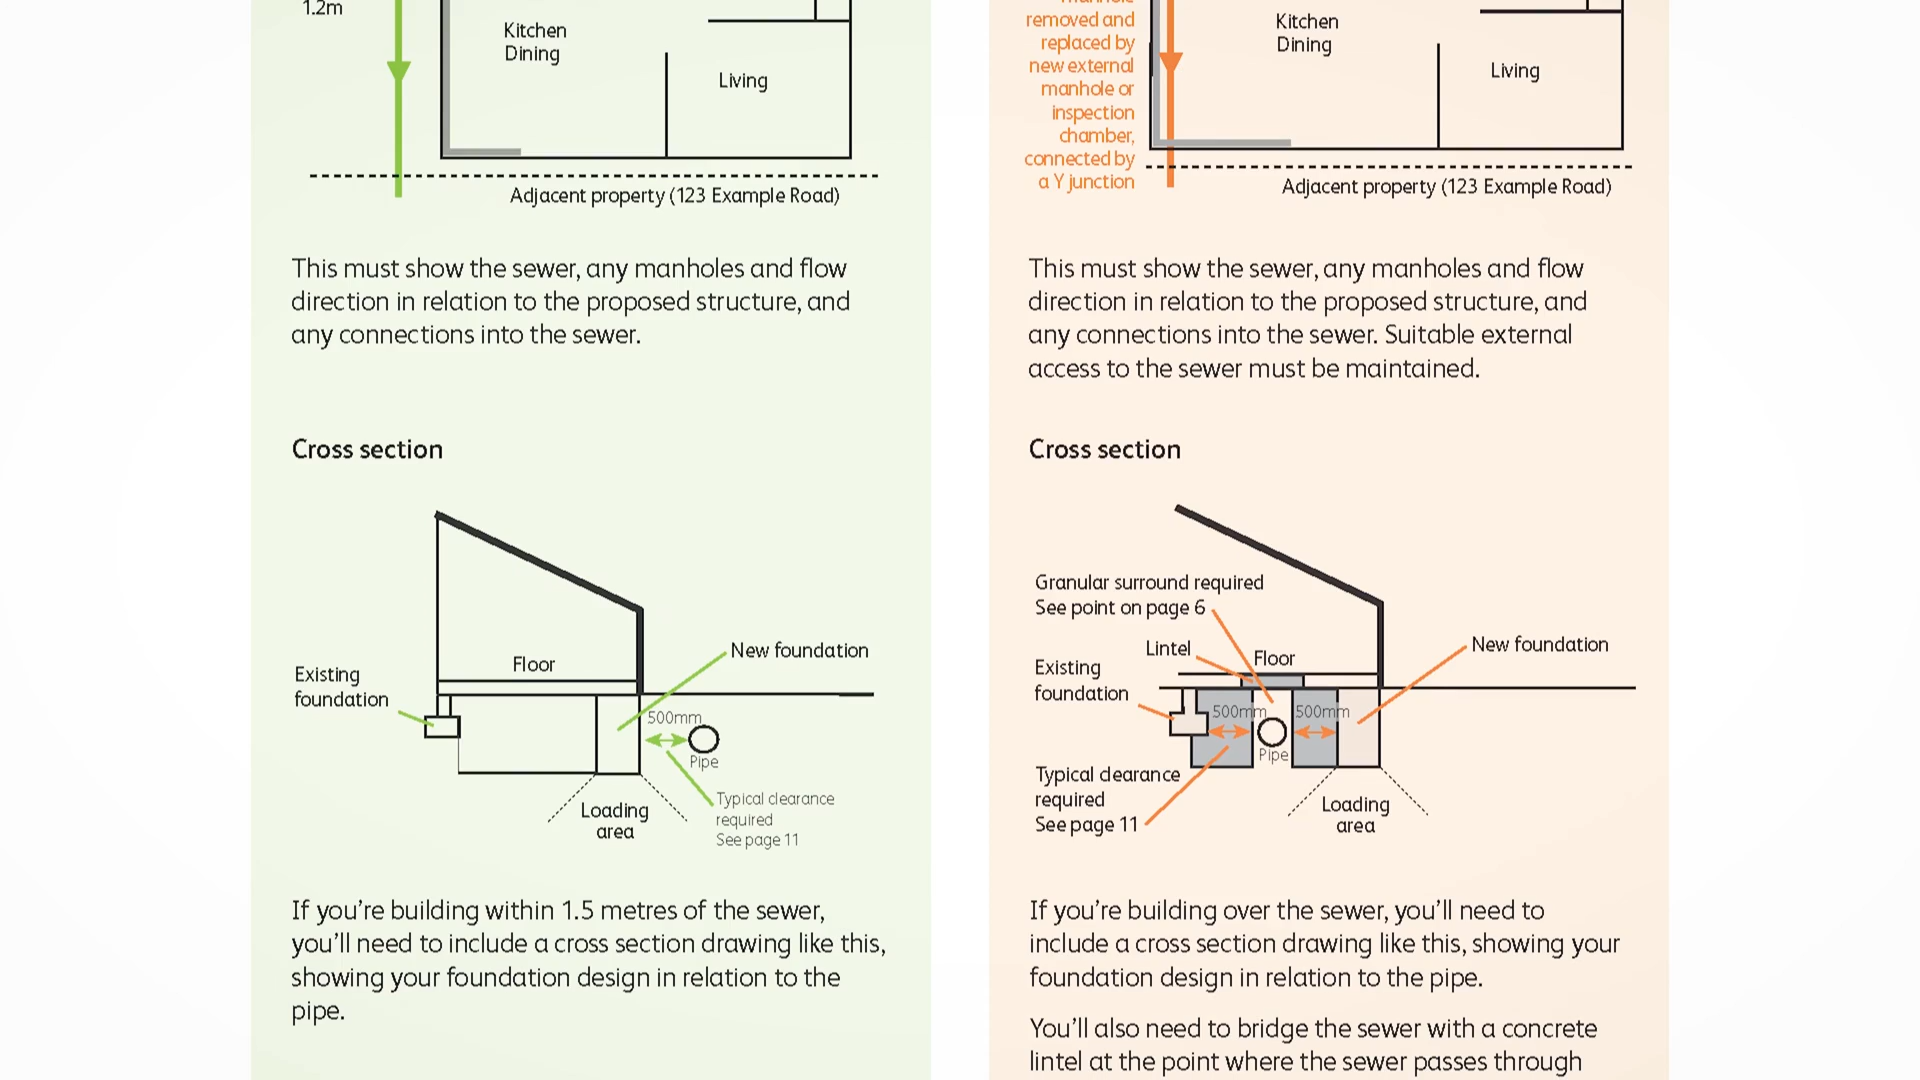 1.2m
Kitchen
Dining
Living
Adjacent property (123 Example Road)
This must show the sewer, any manholes and flow
direction in relation to the proposed structure, and
any connections into the sewer.
Cross section
Existing
foundation
Floor
New foundation
500mm
Pipe
Loading
area
Typical clearance
required
See page 11
If you’re building within 1.5 metres of the sewer,
you’ll need to include a cross section drawing like this,
showing your foundation design in relation to the
pipe.
removed and
replaced by
new external
manhole or
inspection
chamber,
connected by
a Y junction
Kitchen
Dining
Living
Adjacent property (123 Example Road)
This must show the sewer, any manholes and flow
direction in relation to the proposed structure, and
any connections into the sewer. Suitable external
access to the sewer must be maintained.
Cross section
Granular surround required
See point on page 6
Lintel
Floor
New foundation
Existing
foundation
500mm
500mm
Pipe
Typical clearance
required
See page 11
Loading
area
If you’re building over the sewer, you’ll need to
include a cross section drawing like this, showing your
foundation design in relation to the pipe.
You’ll also need to bridge the sewer with a concrete
lintel at the point where the sewer passes through